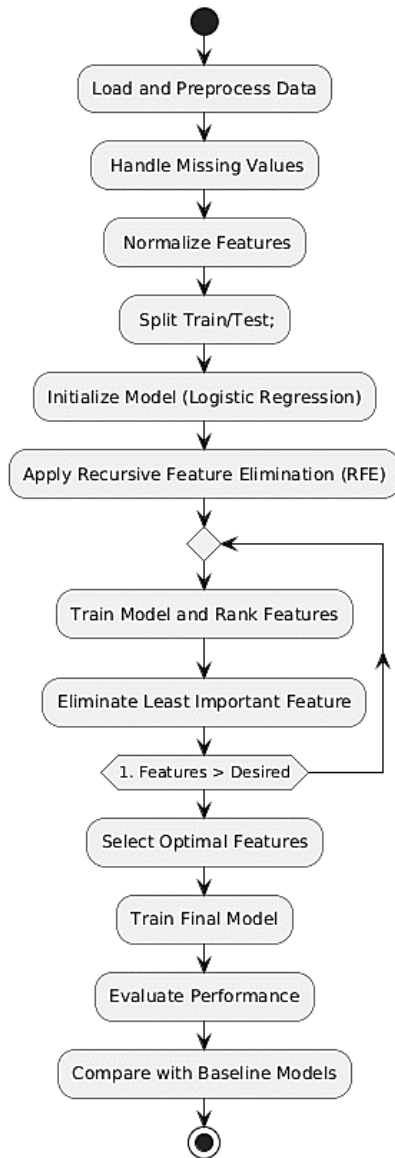 Load and Preprocess Data
Handle Missing Values
Normalize Features
Split Train/Test;
Initialize Model (Logistic Regression)
Apply Recursive Feature Elimination (RFE)
Train Model and Rank Features
Eliminate Least Important Feature
1. Features > Desired
Select Optimal Features
Train Final Model
Evaluate Performance
Compare with Baseline Models